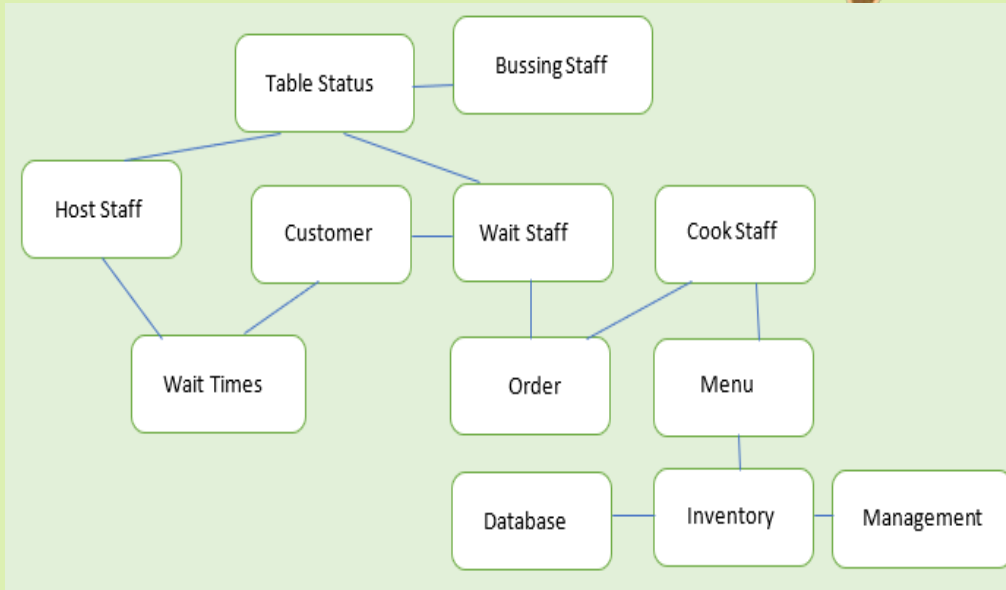 Table Status
Bussing Staff
Host Staff
Customer
Wait Staff
Cook Staff
Wait Times
Order
Menu
Database
Inventory
Management